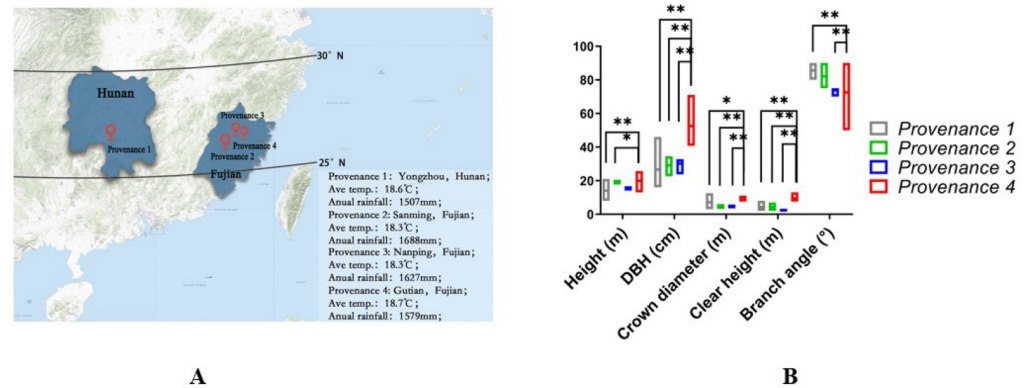 30° N
Hunan
Provenance 1
Provenance 3
Provenance 4
Provenance 2
Fujian
25° N
Provenance 1: Yongzhou, Hunan;
Ave temp.: 18.6℃;
Anual rainfall: 1507mm;
Provenance 2: Sanming, Fujian;
Ave temp.: 18.3℃;
Anual rainfall: 1688mm;
Provenance 3: Nanping, Fujian;
Ave temp.: 18.3℃;
Anual rainfall: 1627mm;
Provenance 4: Gutian, Fujian;
Ave temp.: 18.7℃;
Anual rainfall: 1579mm;
A
** ** ** ** **
* ** ** ** **
** * ** **
** * ** **
100
80
60
40
20
0
Height (m)
DBH (cm)
Crown diameter (m)
Clear height (m)
Branch angle (°)
Provenance 1
Provenance 2
Provenance 3
Provenance 4
B